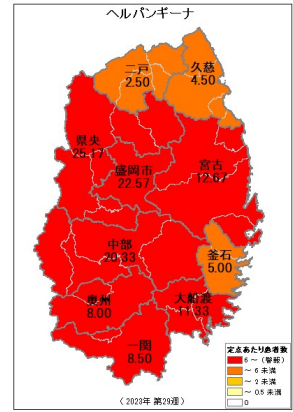 ヘルパンギーナ
二戸
2.50
久慈
4.50
県央
25.17
盛岡市
22.57
宮古
12.67
中部
20.33
釜石
5.00
奥州
8.00
大船渡
11.33
一関
8.50
定点あたり患者数
6 ～ (警報)
～ 6 未満
～ 2 未満
～ 0.5 未満
0
（ 2023年 第29週）